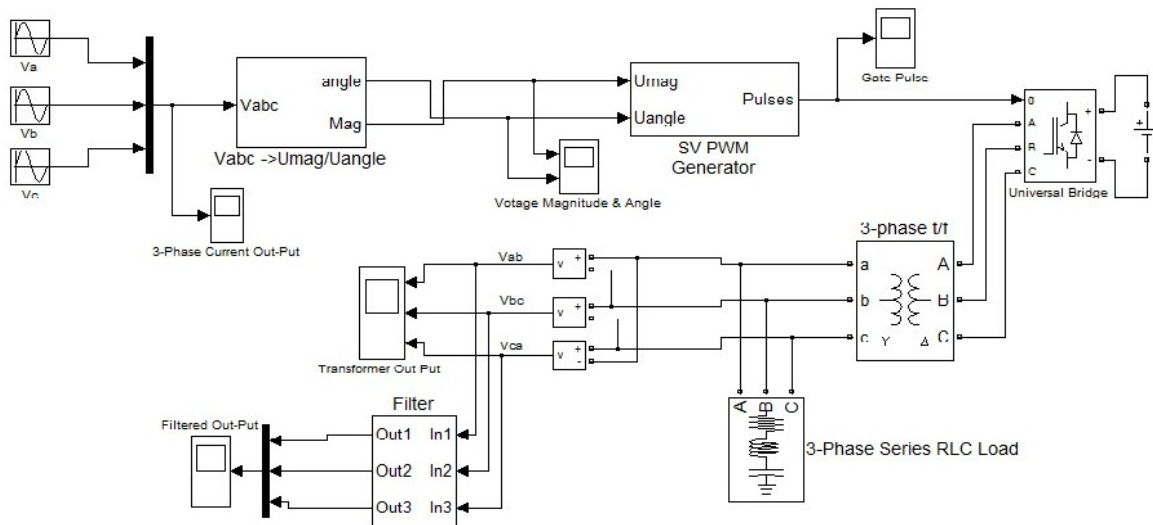 Va
Vb
Vc
Vabc
angle
Mag
Vabc ->Umag/Uangle
3-Phase Current Out-Put
Umag
Uangle
Pulses
SV PWM
Generator
Votage Magnitude & Angle
Gate Pulse
A
B
C
+
-
Universal Bridge
+
3-phase t/f
a
b
c
A
B
C
Y
Δ
Vab
Vbc
Vca
v
+
-
v
+
-
v
+
-
Transformer Out Put
A
B
C
3-Phase Series RLC Load
Filter
In1
In2
In3
Out1
Out2
Out3
Filtered Out-Put